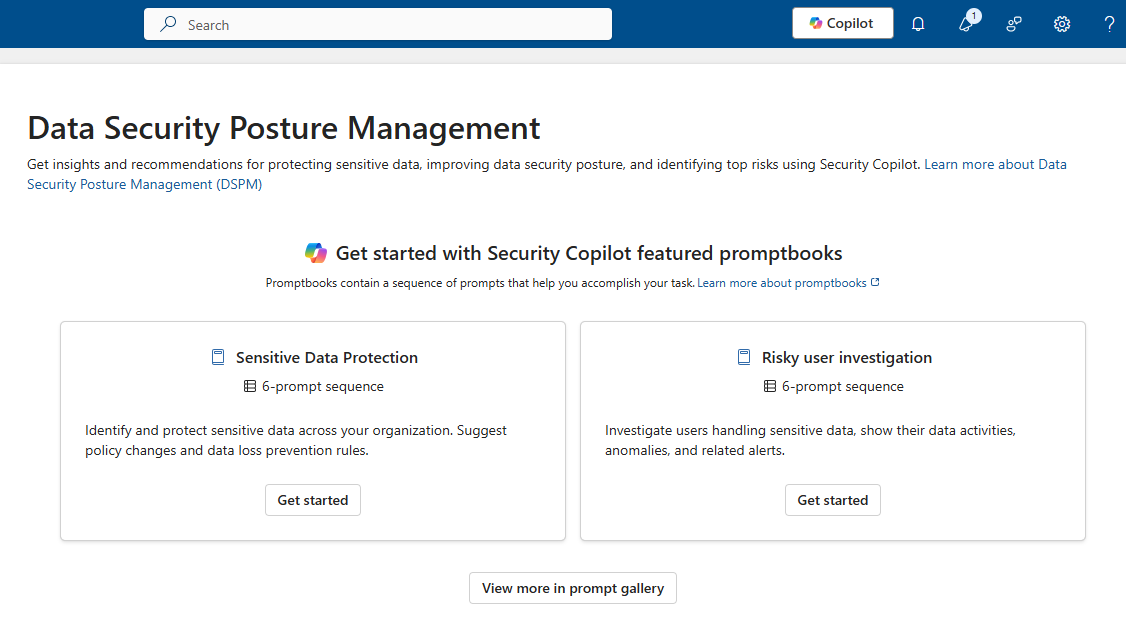 Search
Copilot
1
?
Data Security Posture Management
Get insights and recommendations for protecting sensitive data, improving data security posture, and identifying top risks using Security Copilot. Learn more about Data
Security Posture Management (DSPM)
Get started with Security Copilot featured promptbooks
Promptbooks contain a sequence of prompts that help you accomplish your task. Learn more about promptbooks
Sensitive Data Protection
6-prompt sequence
Identify and protect sensitive data across your organization. Suggest
policy changes and data loss prevention rules.
Get started
Risky user investigation
6-prompt sequence
Investigate users handling sensitive data, show their data activities,
anomalies, and related alerts.
Get started
View more in prompt gallery